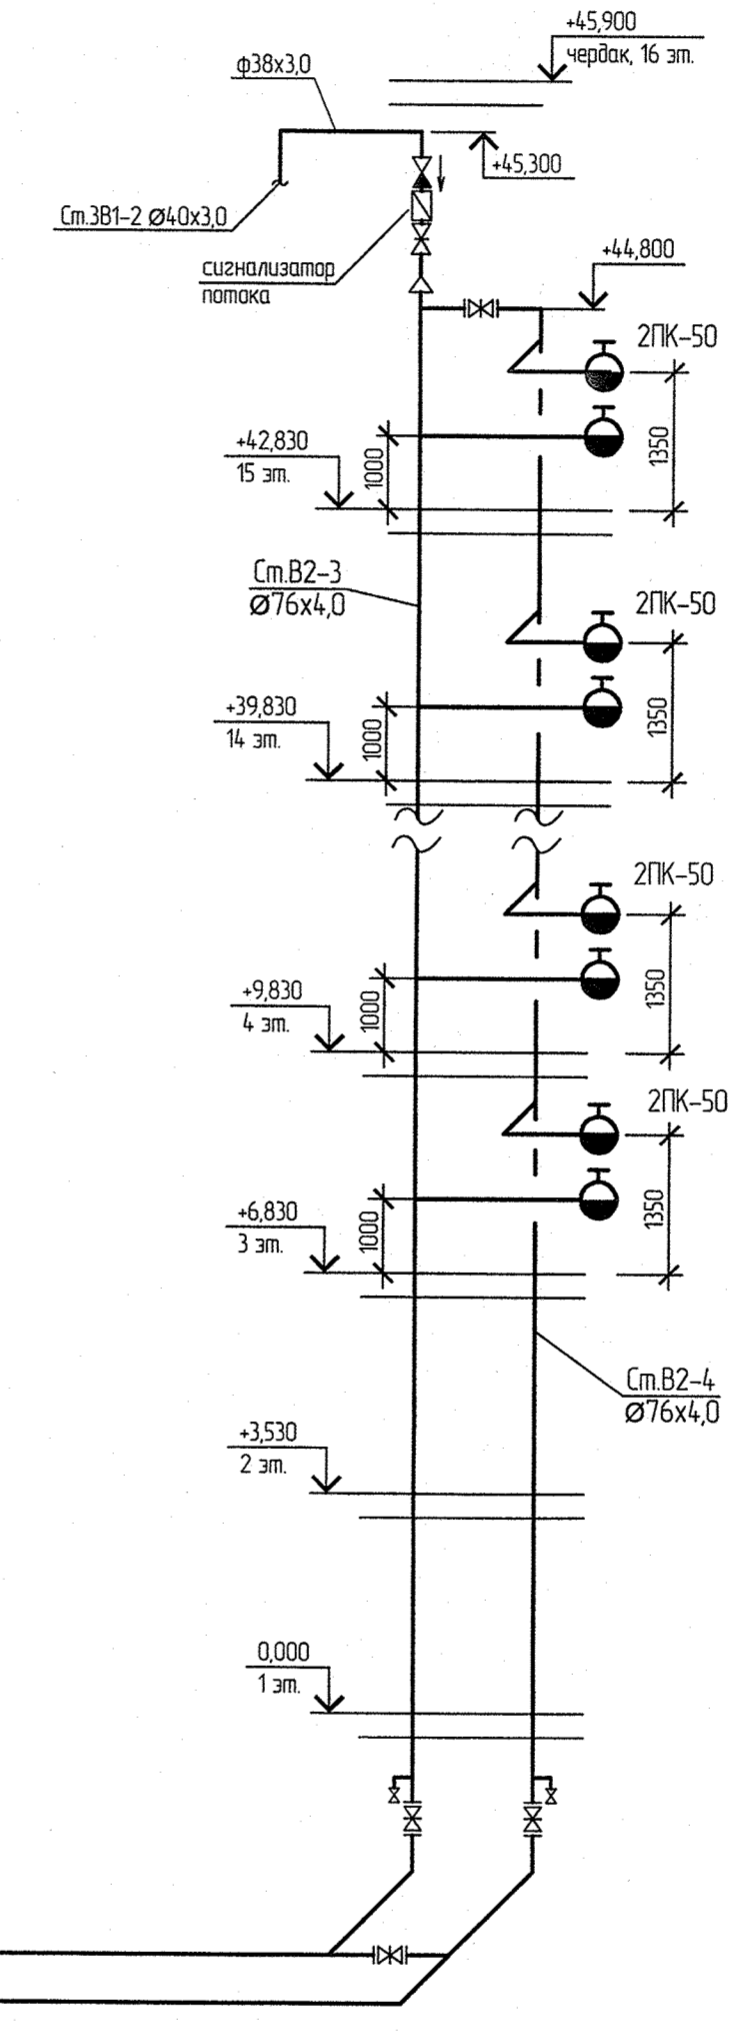 +45,900
чердак, 16 эт.
ф38х3,0
+45,300
Ст.3В1-2 Ø40х3,0
сигнализатор
потока
+44,800
2ПК-50
1350
+42,830
15 эт.
1000
Ст.В2-3
Ø76х4,0
2ПК-50
1350
+39,830
14 эт.
1000
2ПК-50
1350
+9,830
4 эт.
1000
2ПК-50
1350
+6,830
3 эт.
1000
Ст.В2-4
Ø76х4,0
+3,530
2 эт.
0,000
1 эт.